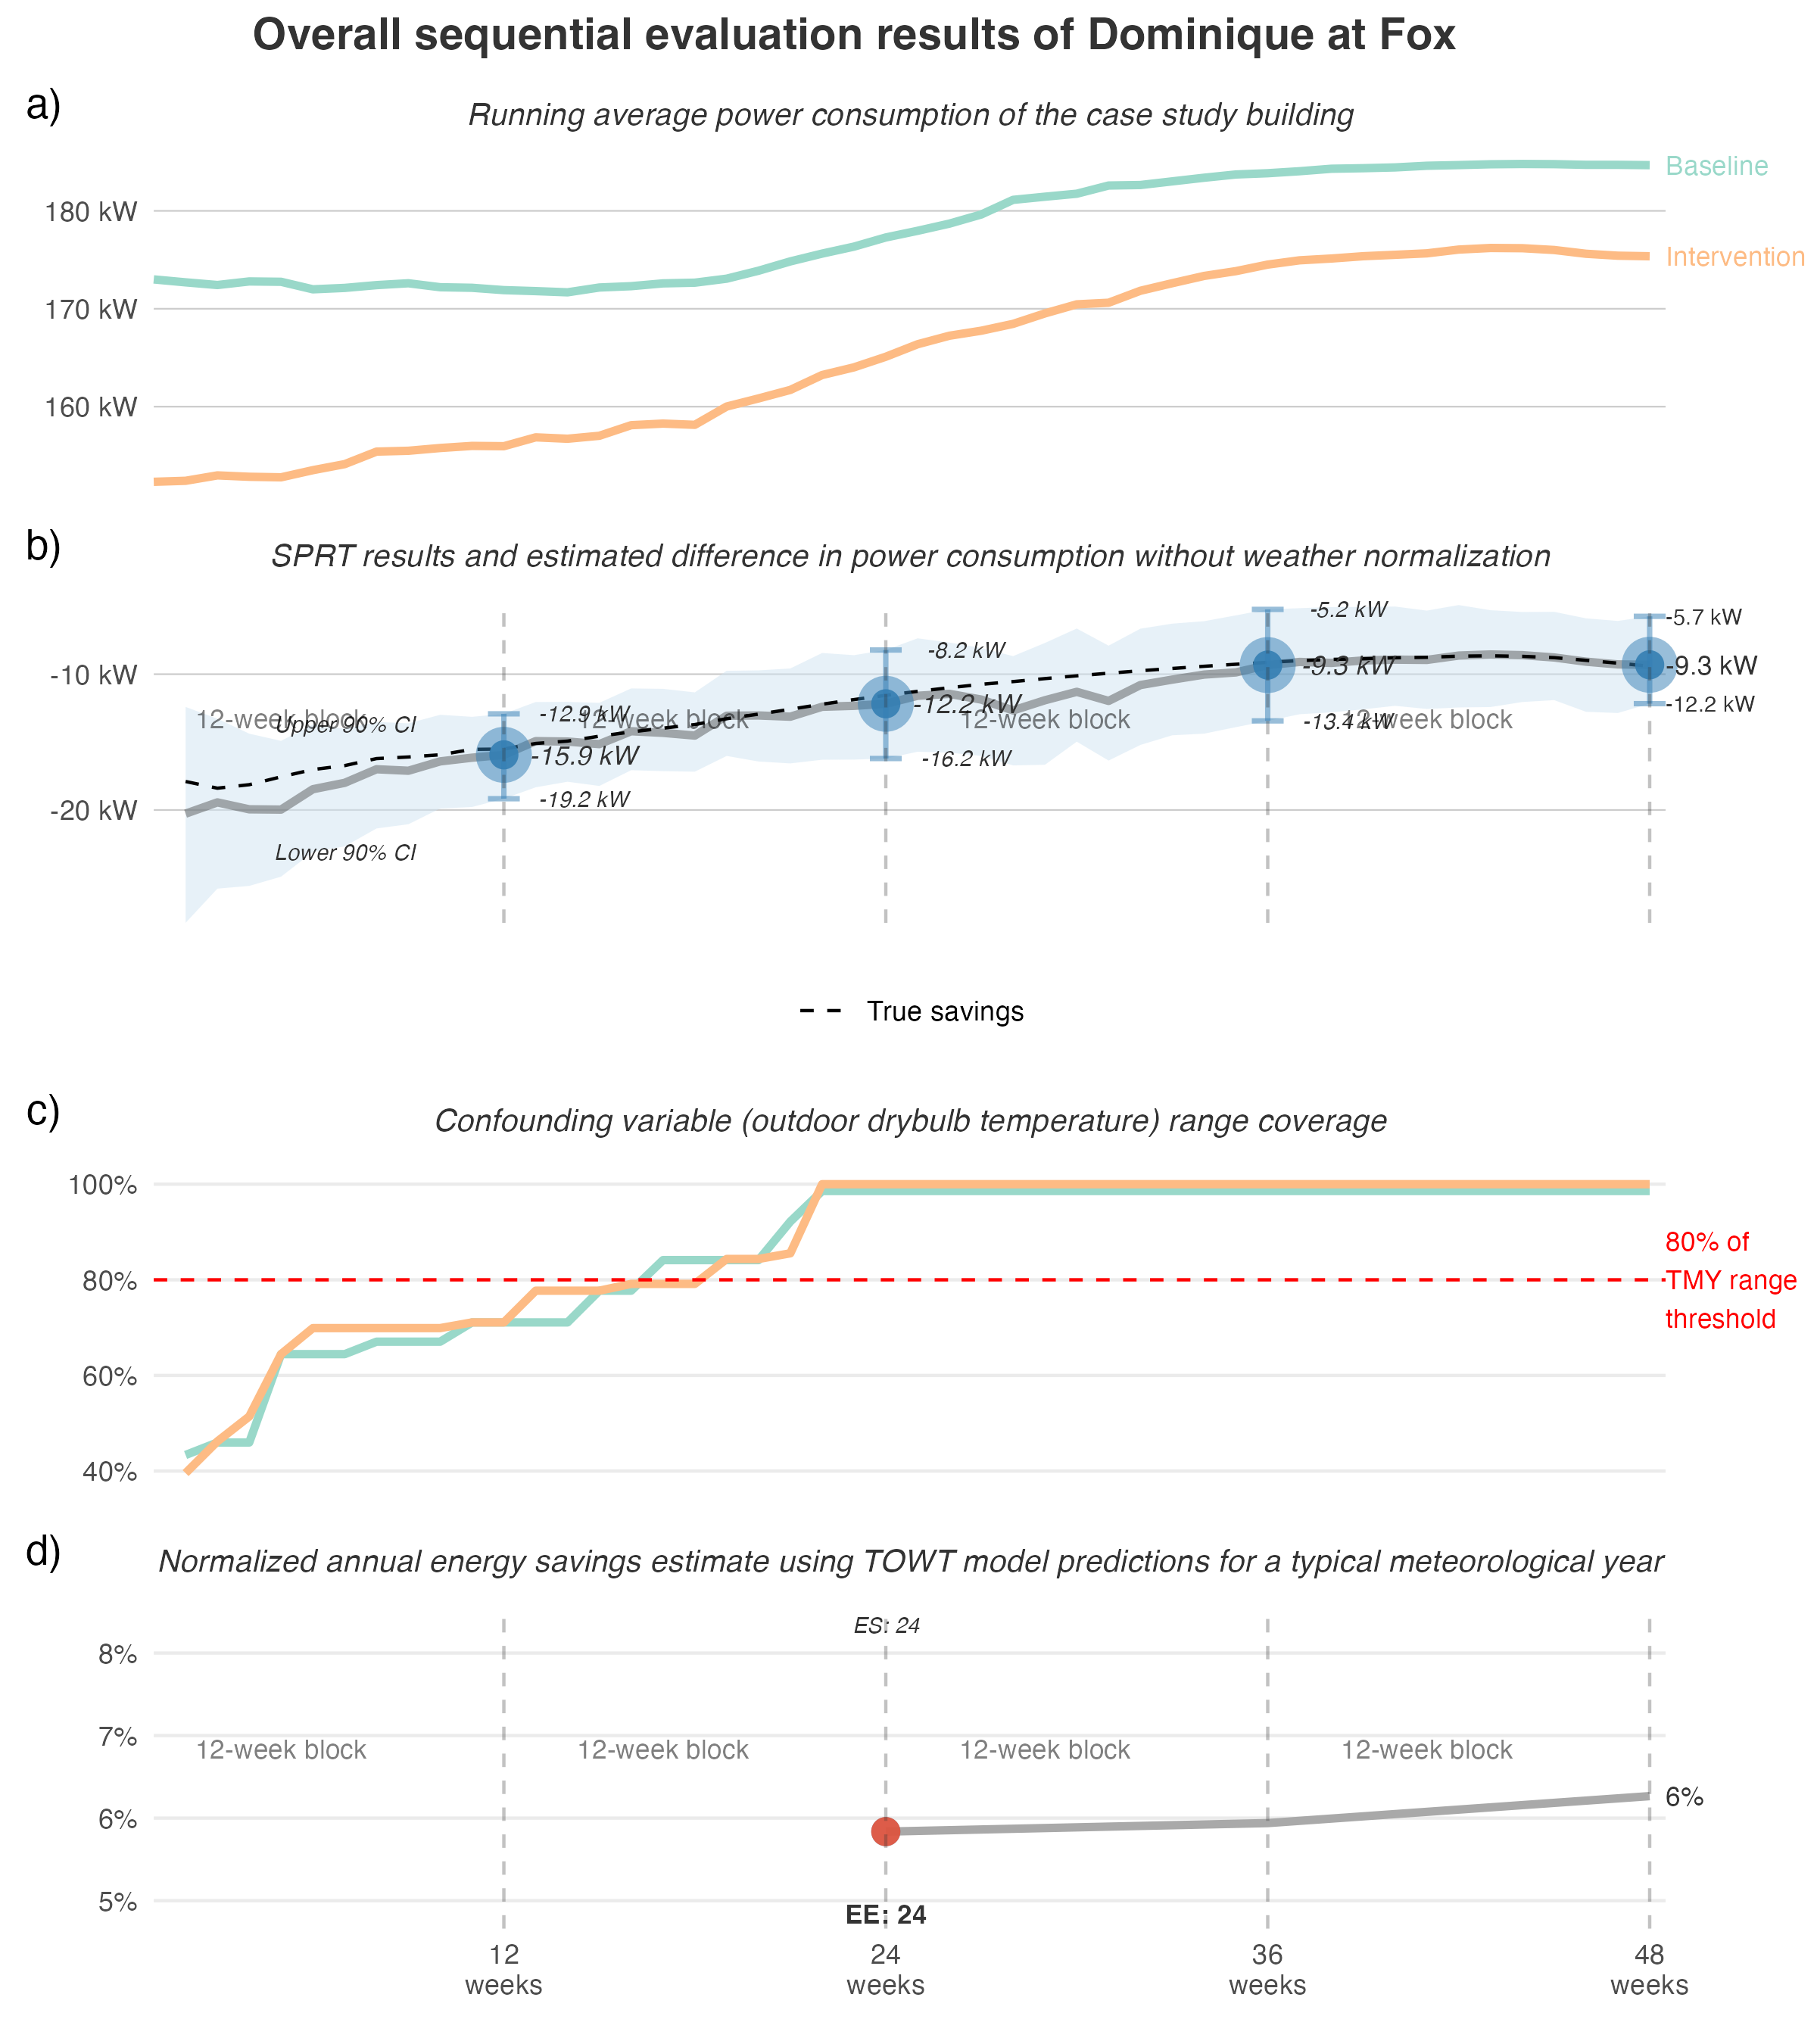 Overall sequential evaluation results of Dominique at Fox
a)
Running average power consumption of the case study building
Baseline
180 kW
Intervention
170 kW
160 kW
b)
SPRT results and estimated difference in power consumption without weather normalization
-5.2 kW
-5.7 kW
-8.2 kW
-10 kW
-9.3 kW
-9.3 kW
-12.2 kW
-12.2 kW
12-week block
Upper 90% CI
-12.9 kW
12-week block
12-week block
-13.4 kW
12-week block
-15.9 kW
-16.2 kW
-19.2 kW
-20 kW
Lower 90% CI
True savings
c)
Confounding variable (outdoor drybulb temperature) range coverage
100%
80%
60%
40%
80% of
TMY range
threshold
d)
Normalized annual energy savings estimate using TOWT model predictions for a typical meteorological year
ES: 24
8%
7%
12-week block
12-week block
12-week block
12-week block
6%
6%
5%
EE: 24
12
weeks
24
weeks
36
weeks
48
weeks